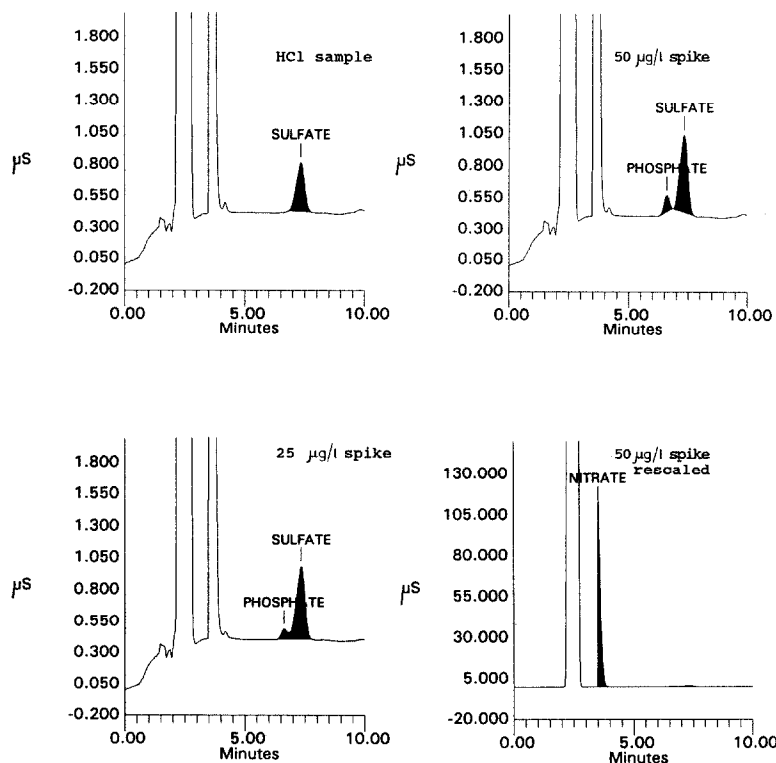 1.800
HCl sample
1.550
1.300
SULFATE
1.050
µS
0.800
0.550
0.300
0.050
-0.200
0.00
5.00
10.00
Minutes
1.800
50 µg/l spike
1.550
1.300
SULFATE
1.050
µS
0.800
PHOSPHATE
0.550
0.300
0.050
-0.200
0.00
5.00
10.00
Minutes
1.800
25 µg/l spike
1.550
1.300
SULFATE
1.050
µS
0.800
PHOSPHATE
0.550
0.300
0.050
-0.200
0.00
5.00
10.00
Minutes
50 µg/l spike
rescaled
130.000
NITRATE
105.000
80.000
µS
55.000
30.000
5.000
-20.000
0.00
5.00
10.00
Minutes